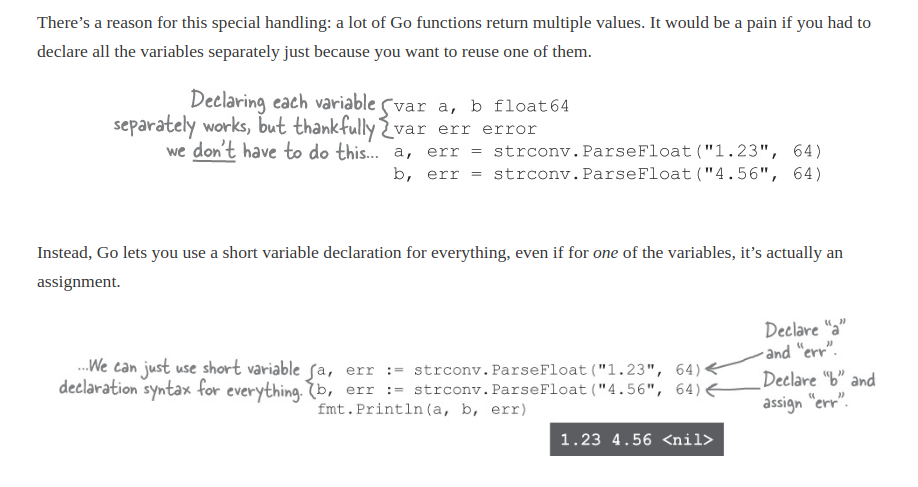 There’s a reason for this special handling: a lot of Go functions return multiple values. It would be a pain if you had to
declare all the variables separately just because you want to reuse one of them.
Declaring each variable
separately works, but thankfully
we don't have to do this...
var a, b float64
var err error
a, err = strconv.ParseFloat("1.23", 64)
b, err = strconv.ParseFloat("4.56", 64)
Instead, Go lets you use a short variable declaration for everything, even if for one of the variables, it’s actually an
assignment.
...We can just use short variable
declaration syntax for everything.
a, err := strconv.ParseFloat("1.23", 64)
b, err := strconv.ParseFloat("4.56", 64)
fmt.Println(a, b, err)
Declare "a"
and "err".
Declare "b" and
assign "err".
1.23 4.56 <nil>